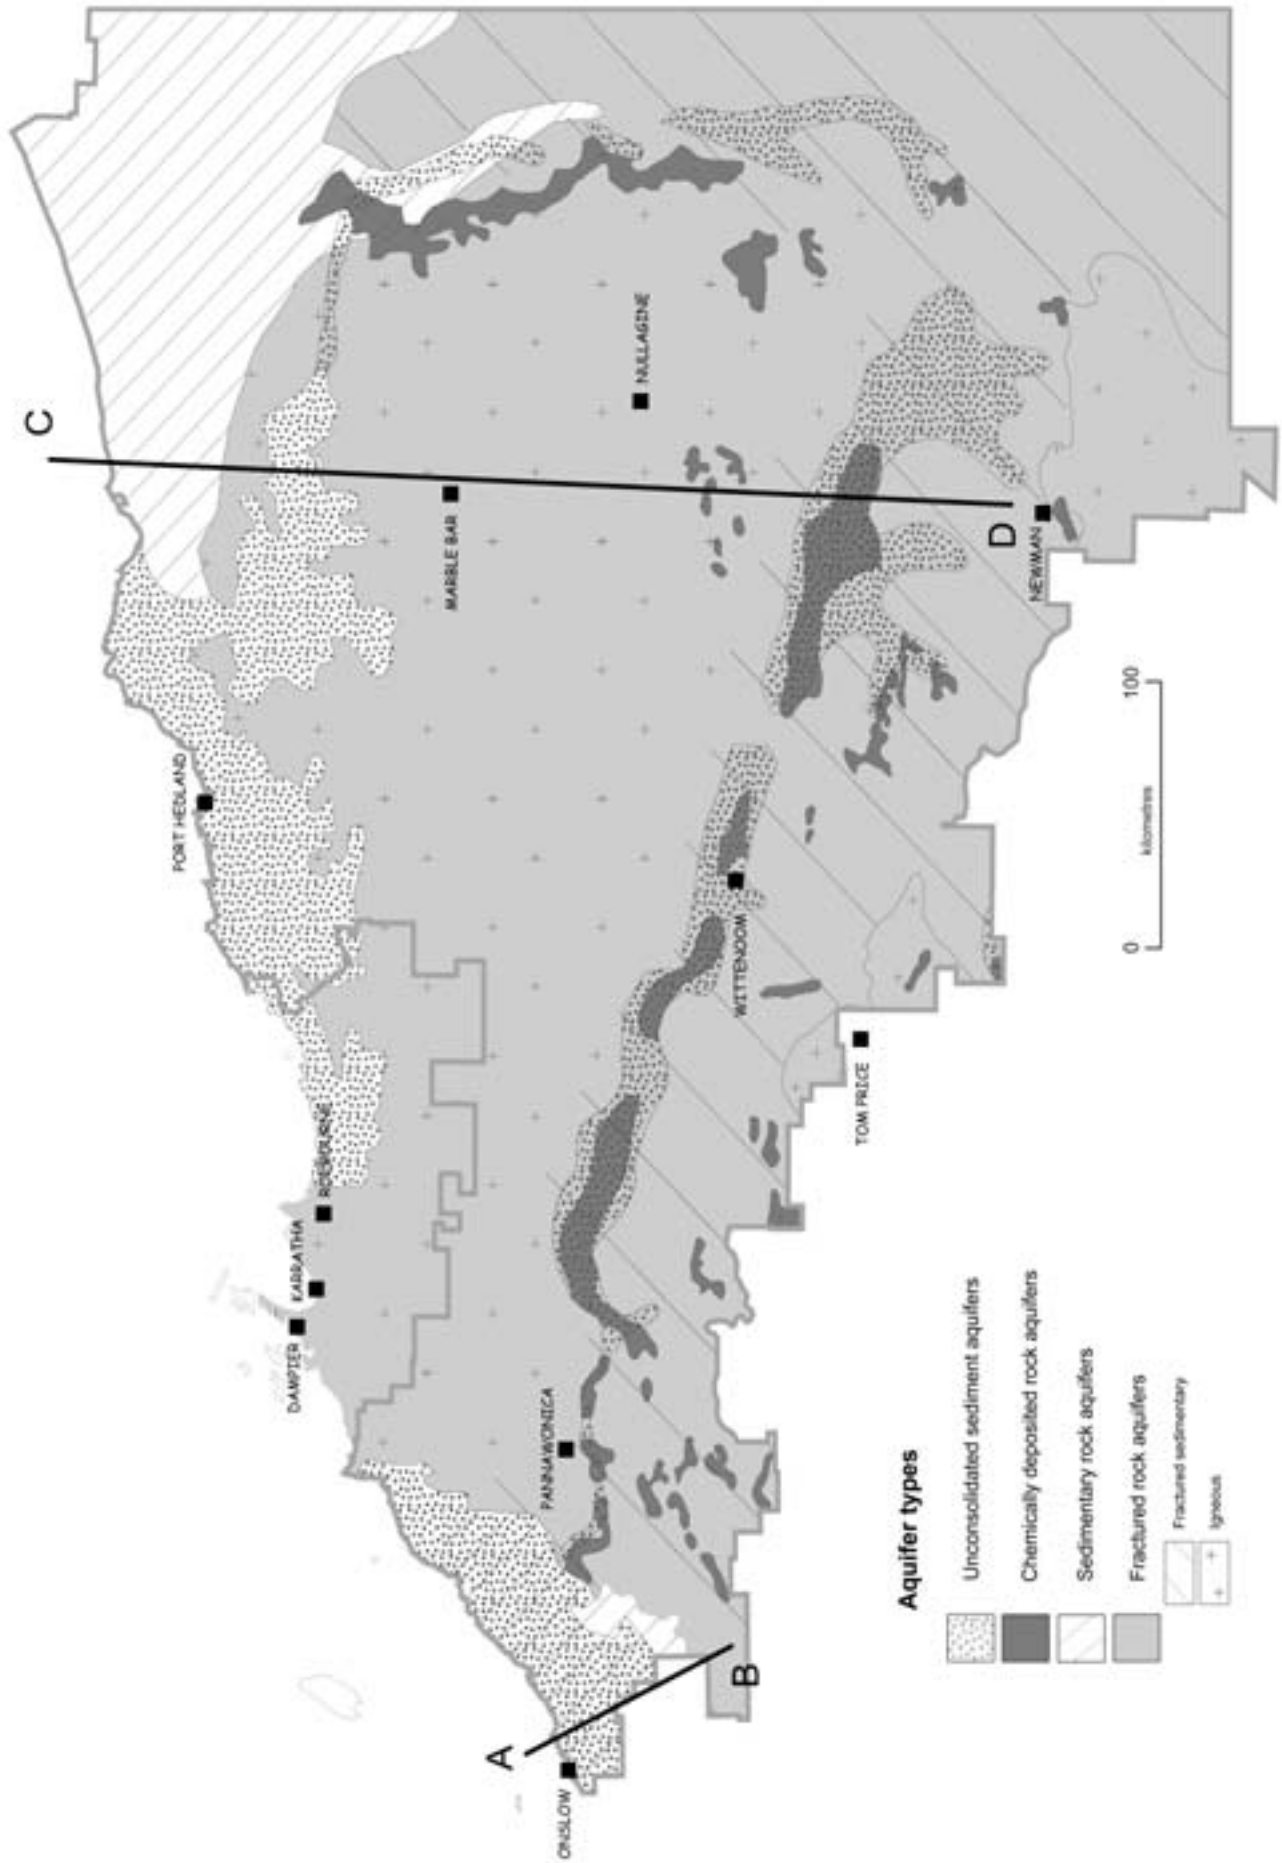 C
PORT HEDLAND
DAMPIER
KARRATHA
ROEBOURNE
MARBLE BAR
NULLAGINE
PANNAWONICA
A
ONSLOW
WITTENOOM
B
TOM PRICE
D
NEWMAN
0
100
kilometres
Aquifer types
Unconsolidated sediment aquifers
Chemically deposited rock aquifers
Sedimentary rock aquifers
Fractured rock aquifers
Fractured sedimentary
Igneous